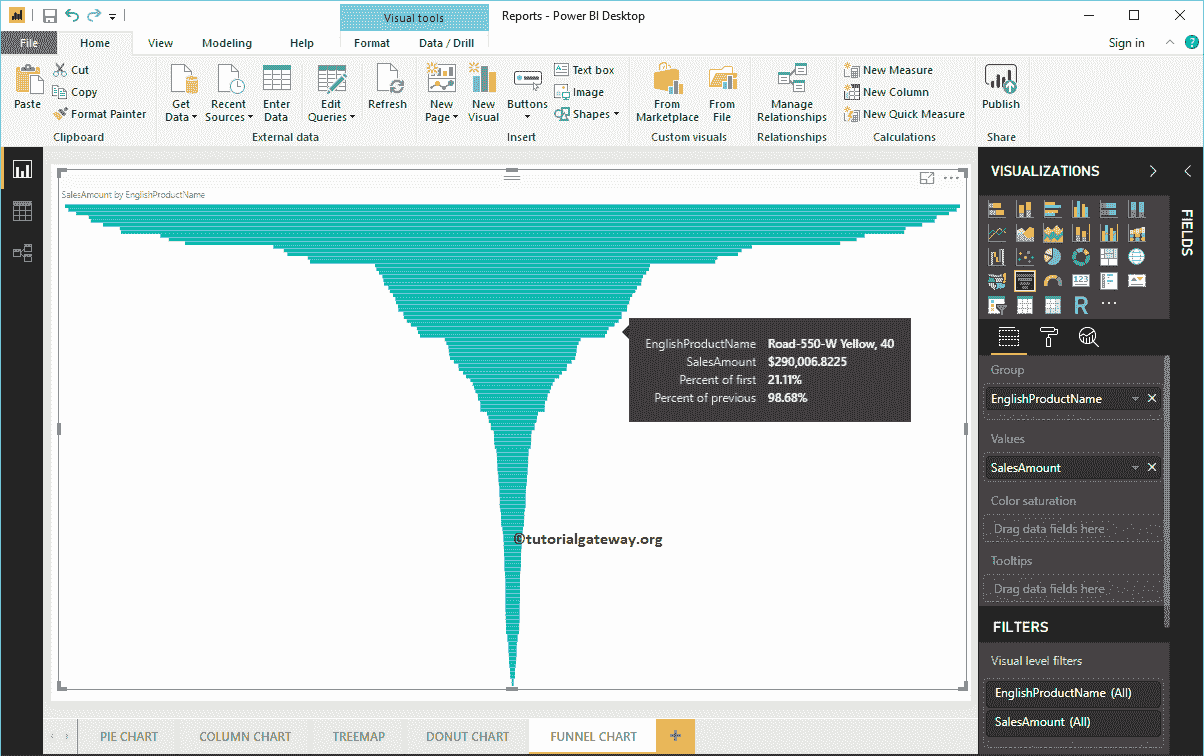 Visual tools
Reports - Power BI Desktop
File
Home
View
Modeling
Help
Format
Data / Drill
Sign in
?
Paste
Cut
Copy
Format Painter
Clipboard
Get Data
Recent Sources
Enter Data
Edit Queries
External data
Refresh
New Page
New Visual
Buttons
Text box
Image
Shapes
Insert
From Marketplace
From File
Custom visuals
Manage Relationships
Relationships
New Measure
New Column
New Quick Measure
Calculations
Publish
Share
SalesAmount by EnglishProductName
EnglishProductName Road-550-W Yellow, 40
SalesAmount $290,006.8225
Percent of first 21.11%
Percent of previous 98.68%
©tutorialgateway.org
VISUALIZATIONS
FIELDS
123
R
Group
EnglishProductName
Values
SalesAmount
Color saturation
Drag data fields here
Tooltips
Drag data fields here
FILTERS
Visual level filters
EnglishProductName (All)
SalesAmount (All)
PIE CHART
COLUMN CHART
TREEMAP
DONUT CHART
FUNNEL CHART